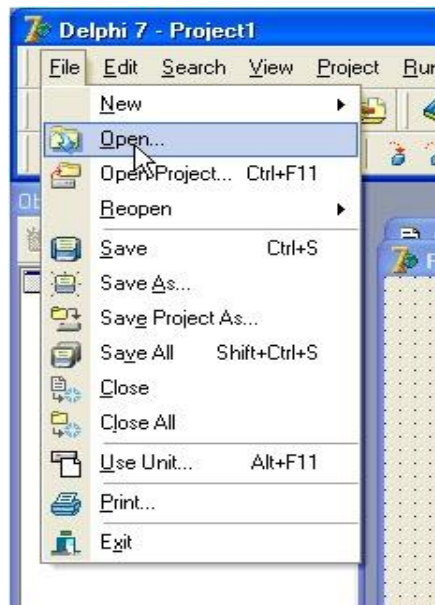 Delphi 7 - Project1
File Edit Search View Project
New
Open...
Open Project... Ctrl+F11
Reopen
Save Ctrl+S
Save As...
Save Project As...
Save All Shift+Ctrl+S
Close
Close All
Use Unit... Alt+F11
Print...
Exit